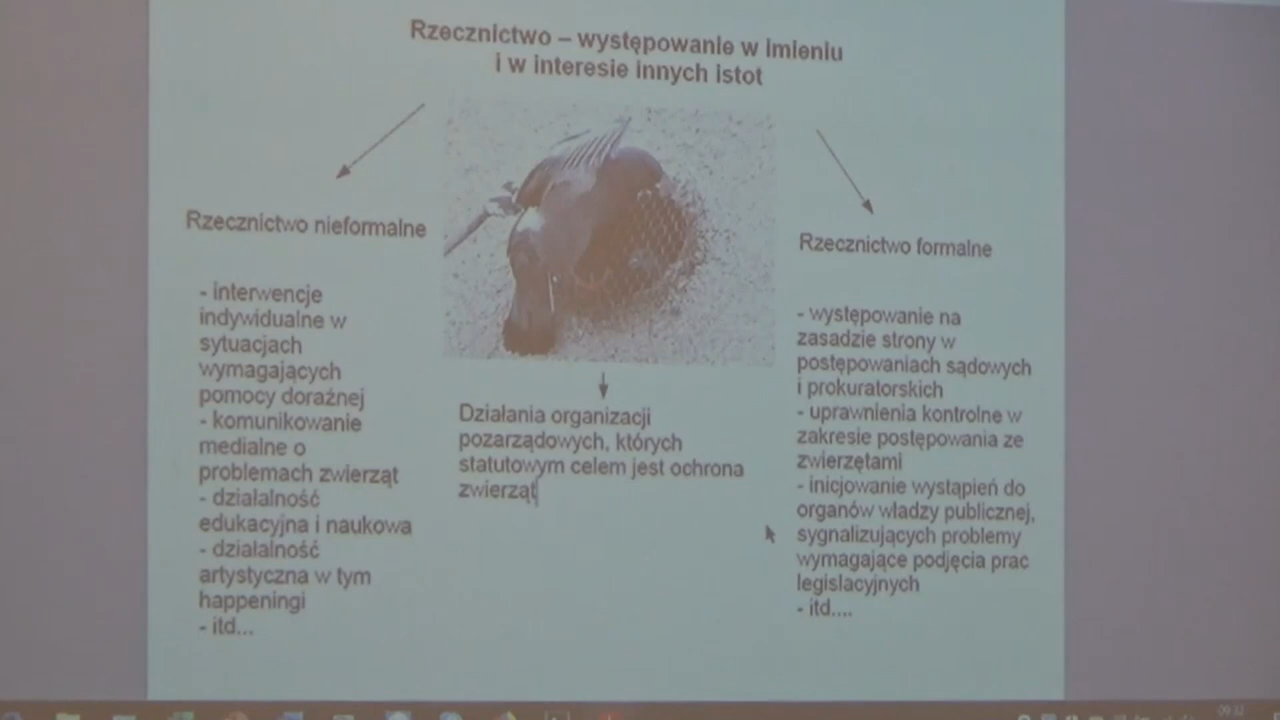 Rzecznictwo – występowanie w imieniu
i w interesie innych istot
Rzecznictwo nieformalne
- interwencje
indywidualne w
sytuacjach
wymagających
pomocy doraźnej
- komunikowanie
medialne o
problemach zwierząt
- działalność
edukacyjna i naukowa
- działalność
artystyczna w tym
happeningi
- itd...
Działania organizacji
pozarządowych, których
statutowym celem jest ochrona
zwierząt
Rzecznictwo formalne
- występowanie na
zasadzie strony w
postępowaniach sądowych
i prokuratorskich
- uprawnienia kontrolne w
zakresie postępowania ze
zwierzętami
- inicjowanie wystąpień do
organów władzy publicznej,
sygnalizujących problemy
wymagające podjęcia prac
legislacyjnych
- itd....